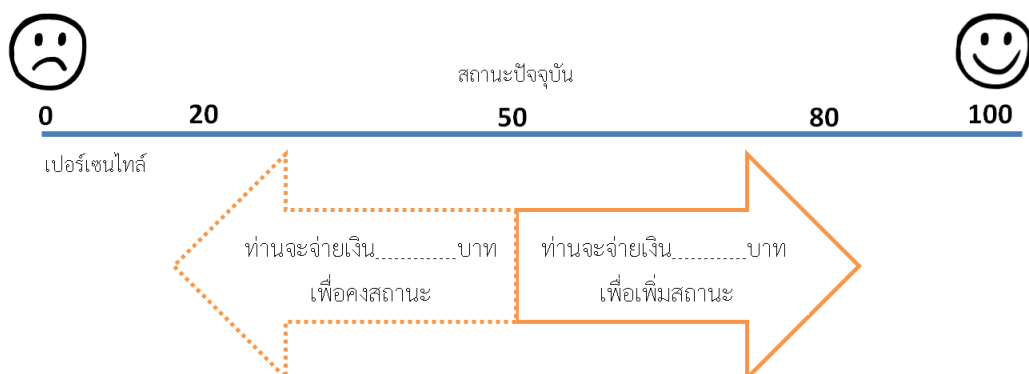 สถานะปัจจุบัน
0 20 50 80 100
เปอร์เซนไทล์
ท่านจะจ่ายเงิน............บาท
เพื่อคงสถานะ
ท่านจะจ่ายเงิน............บาท
เพื่อเพิ่มสถานะ